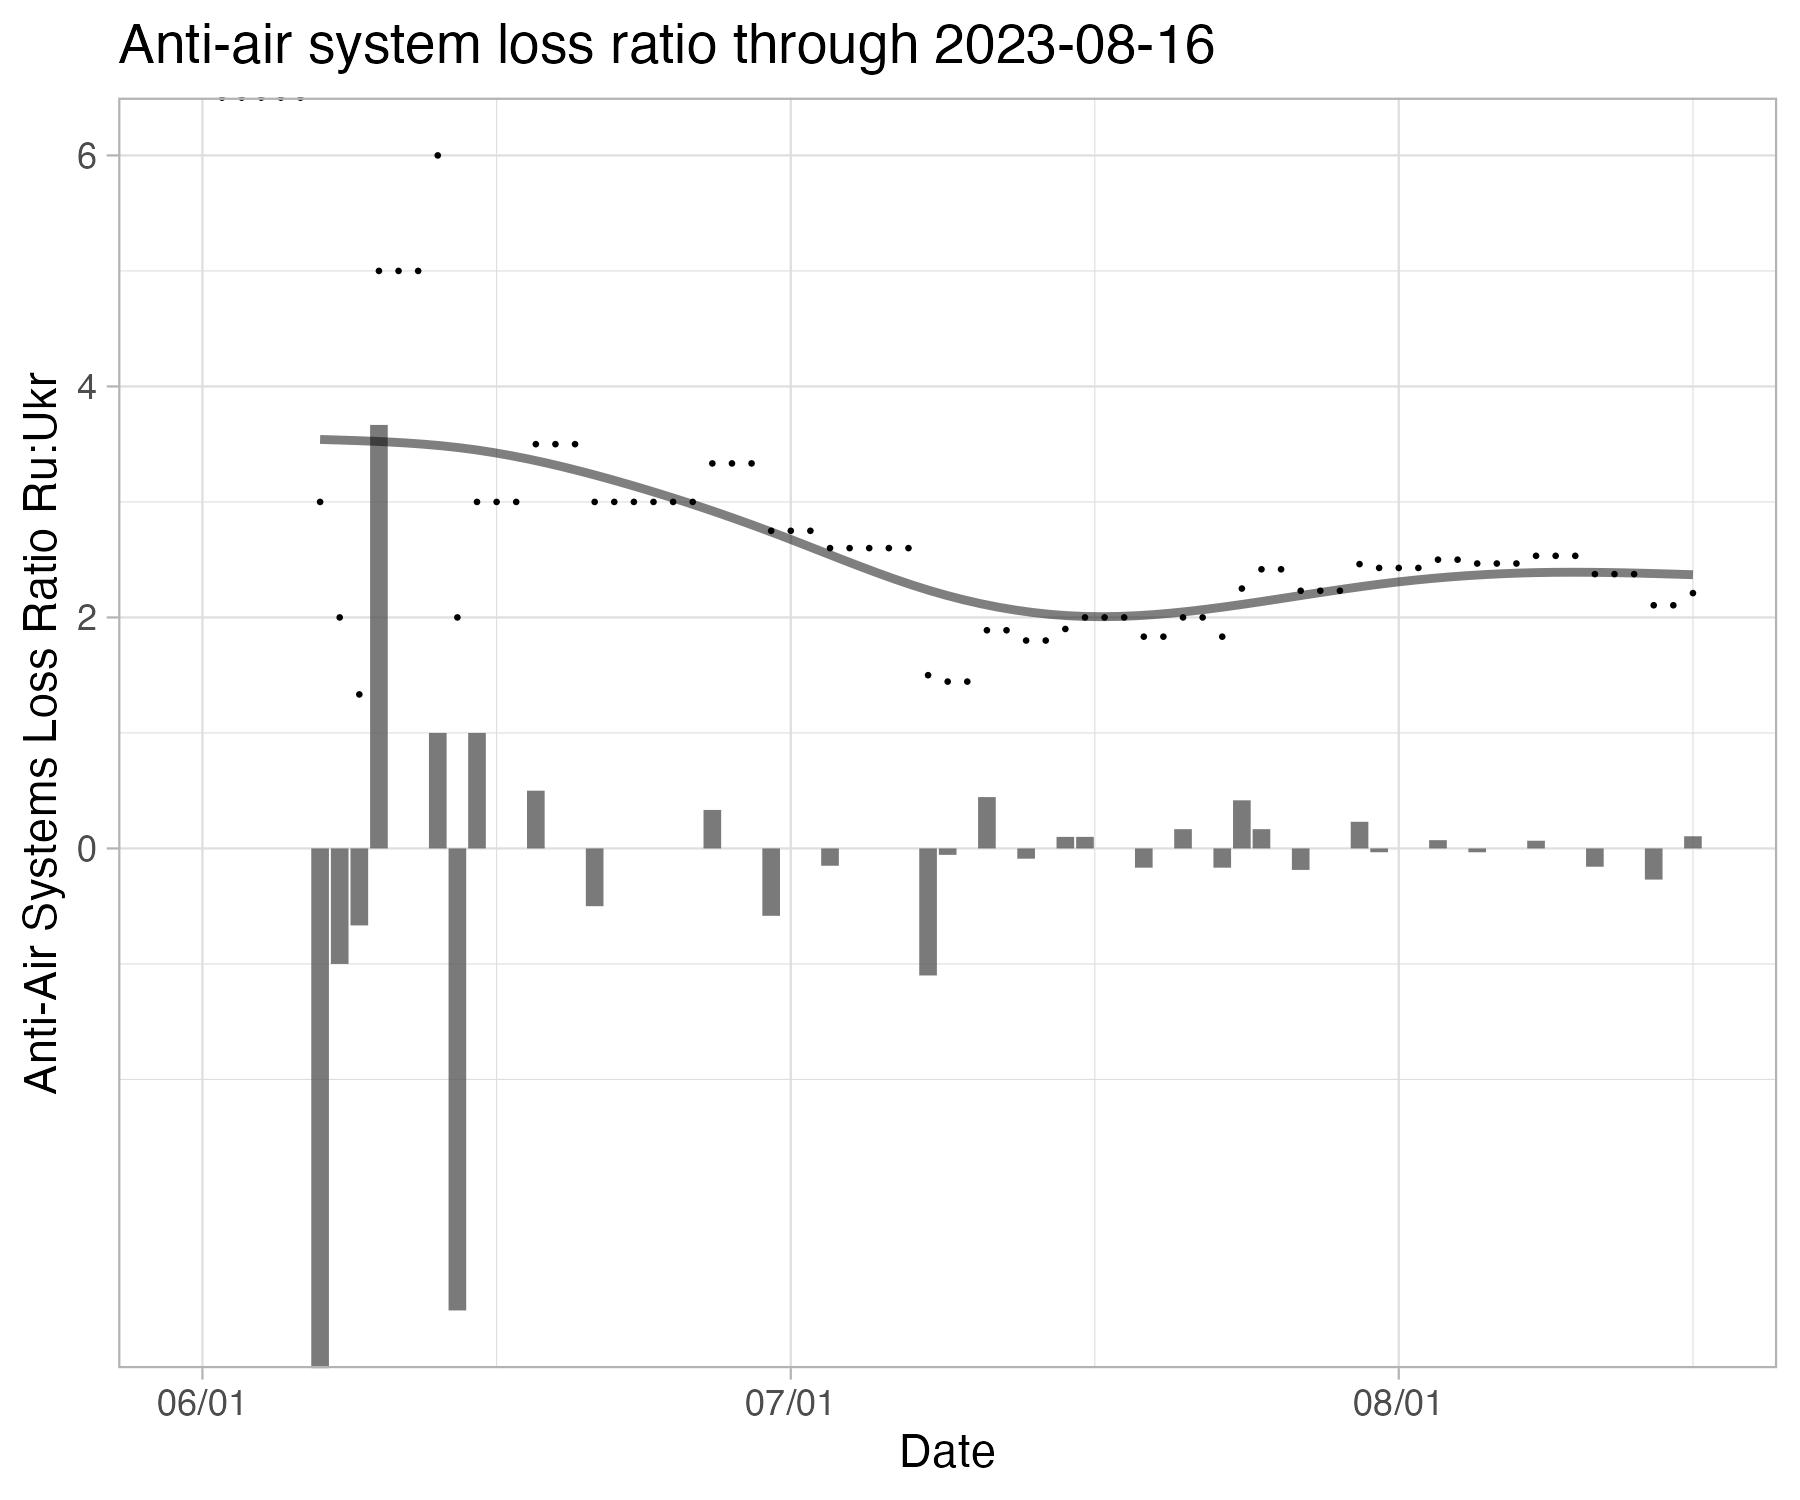 Anti-air system loss ratio through 2023-08-16
Anti-Air Systems Loss Ratio Ru:Ukr
6
4
2
0
06/01
07/01
08/01
Date